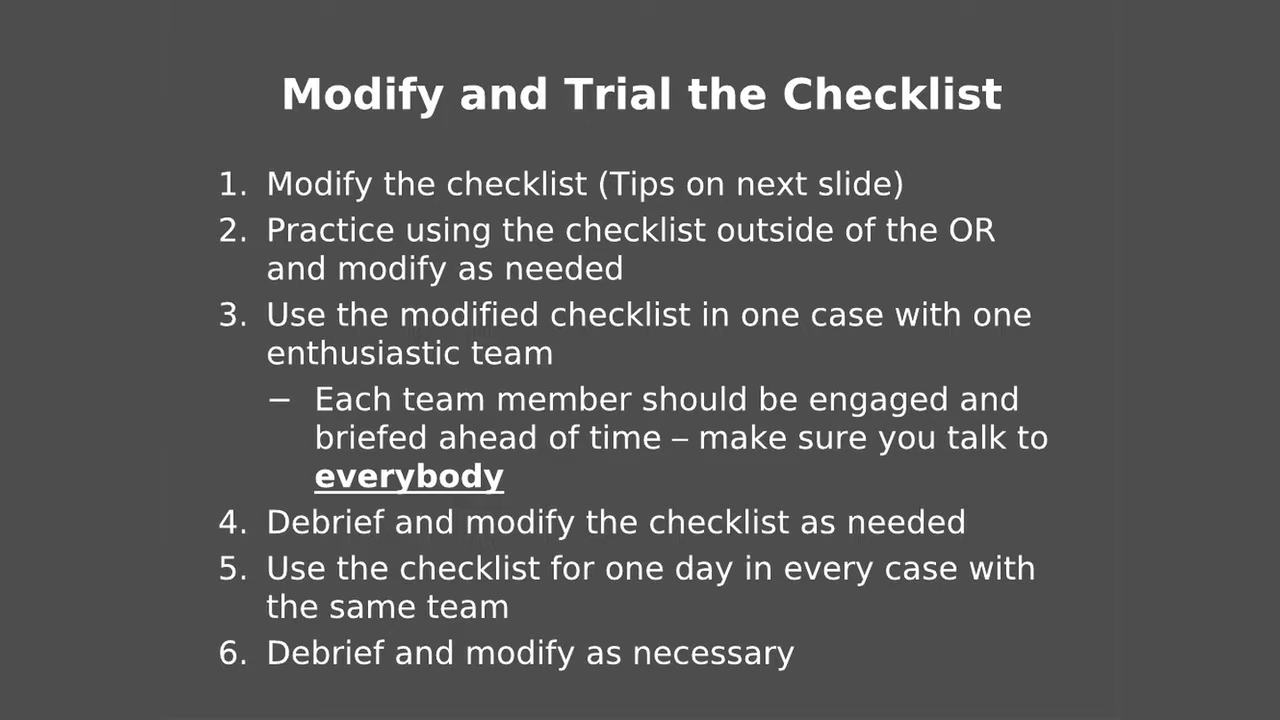 Modify and Trial the Checklist
1. Modify the checklist (Tips on next slide)
2. Practice using the checklist outside of the OR
and modify as needed
3. Use the modified checklist in one case with one
enthusiastic team
– Each team member should be engaged and
briefed ahead of time – make sure you talk to
everybody
4. Debrief and modify the checklist as needed
5. Use the checklist for one day in every case with
the same team
6. Debrief and modify as necessary